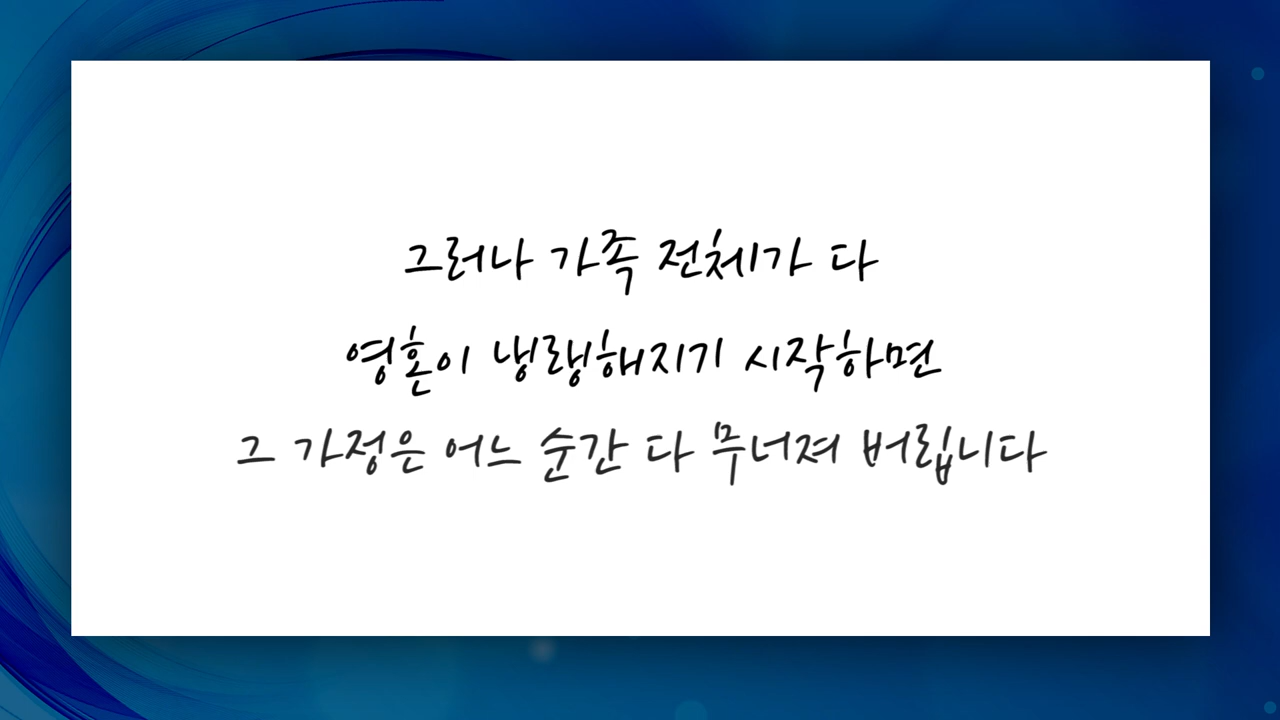 그러나 가족 전체가 다
영혼이 냉랭해지기 시작하면
그 가정은 어느 순간 다 무너져 버립니다